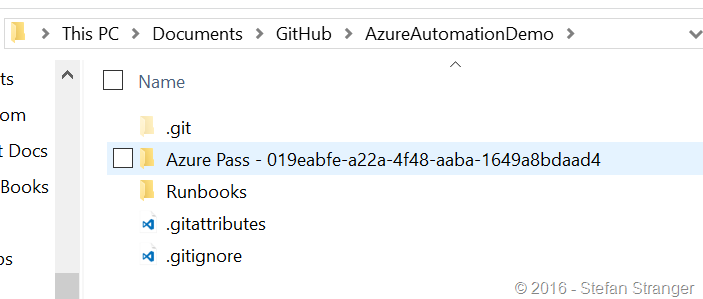 This PC > Documents > GitHub > AzureAutomationDemo >
Name
ts
om
t Docs
Books
ps
.git
Azure Pass - 019eabfe-a22a-4f48-aaba-1649a8bdaad4
Runbooks
.gitattributes
.gitignore
© 2016 - Stefan Stranger